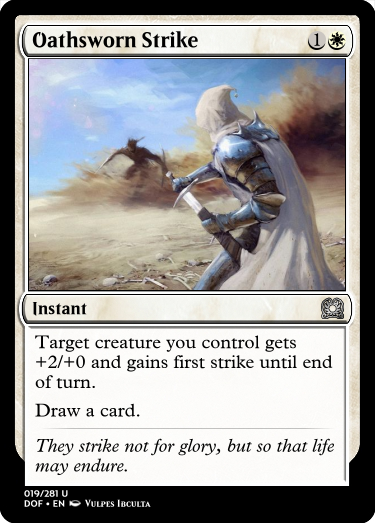 Oathsworn Strike 1
Instant
Target creature you control gets
+2/+0 and gains first strike until end
of turn.
Draw a card.
They strike not for glory, but so that life
may endure.
019/281 U
DOF • EN Vulpes Ibculta